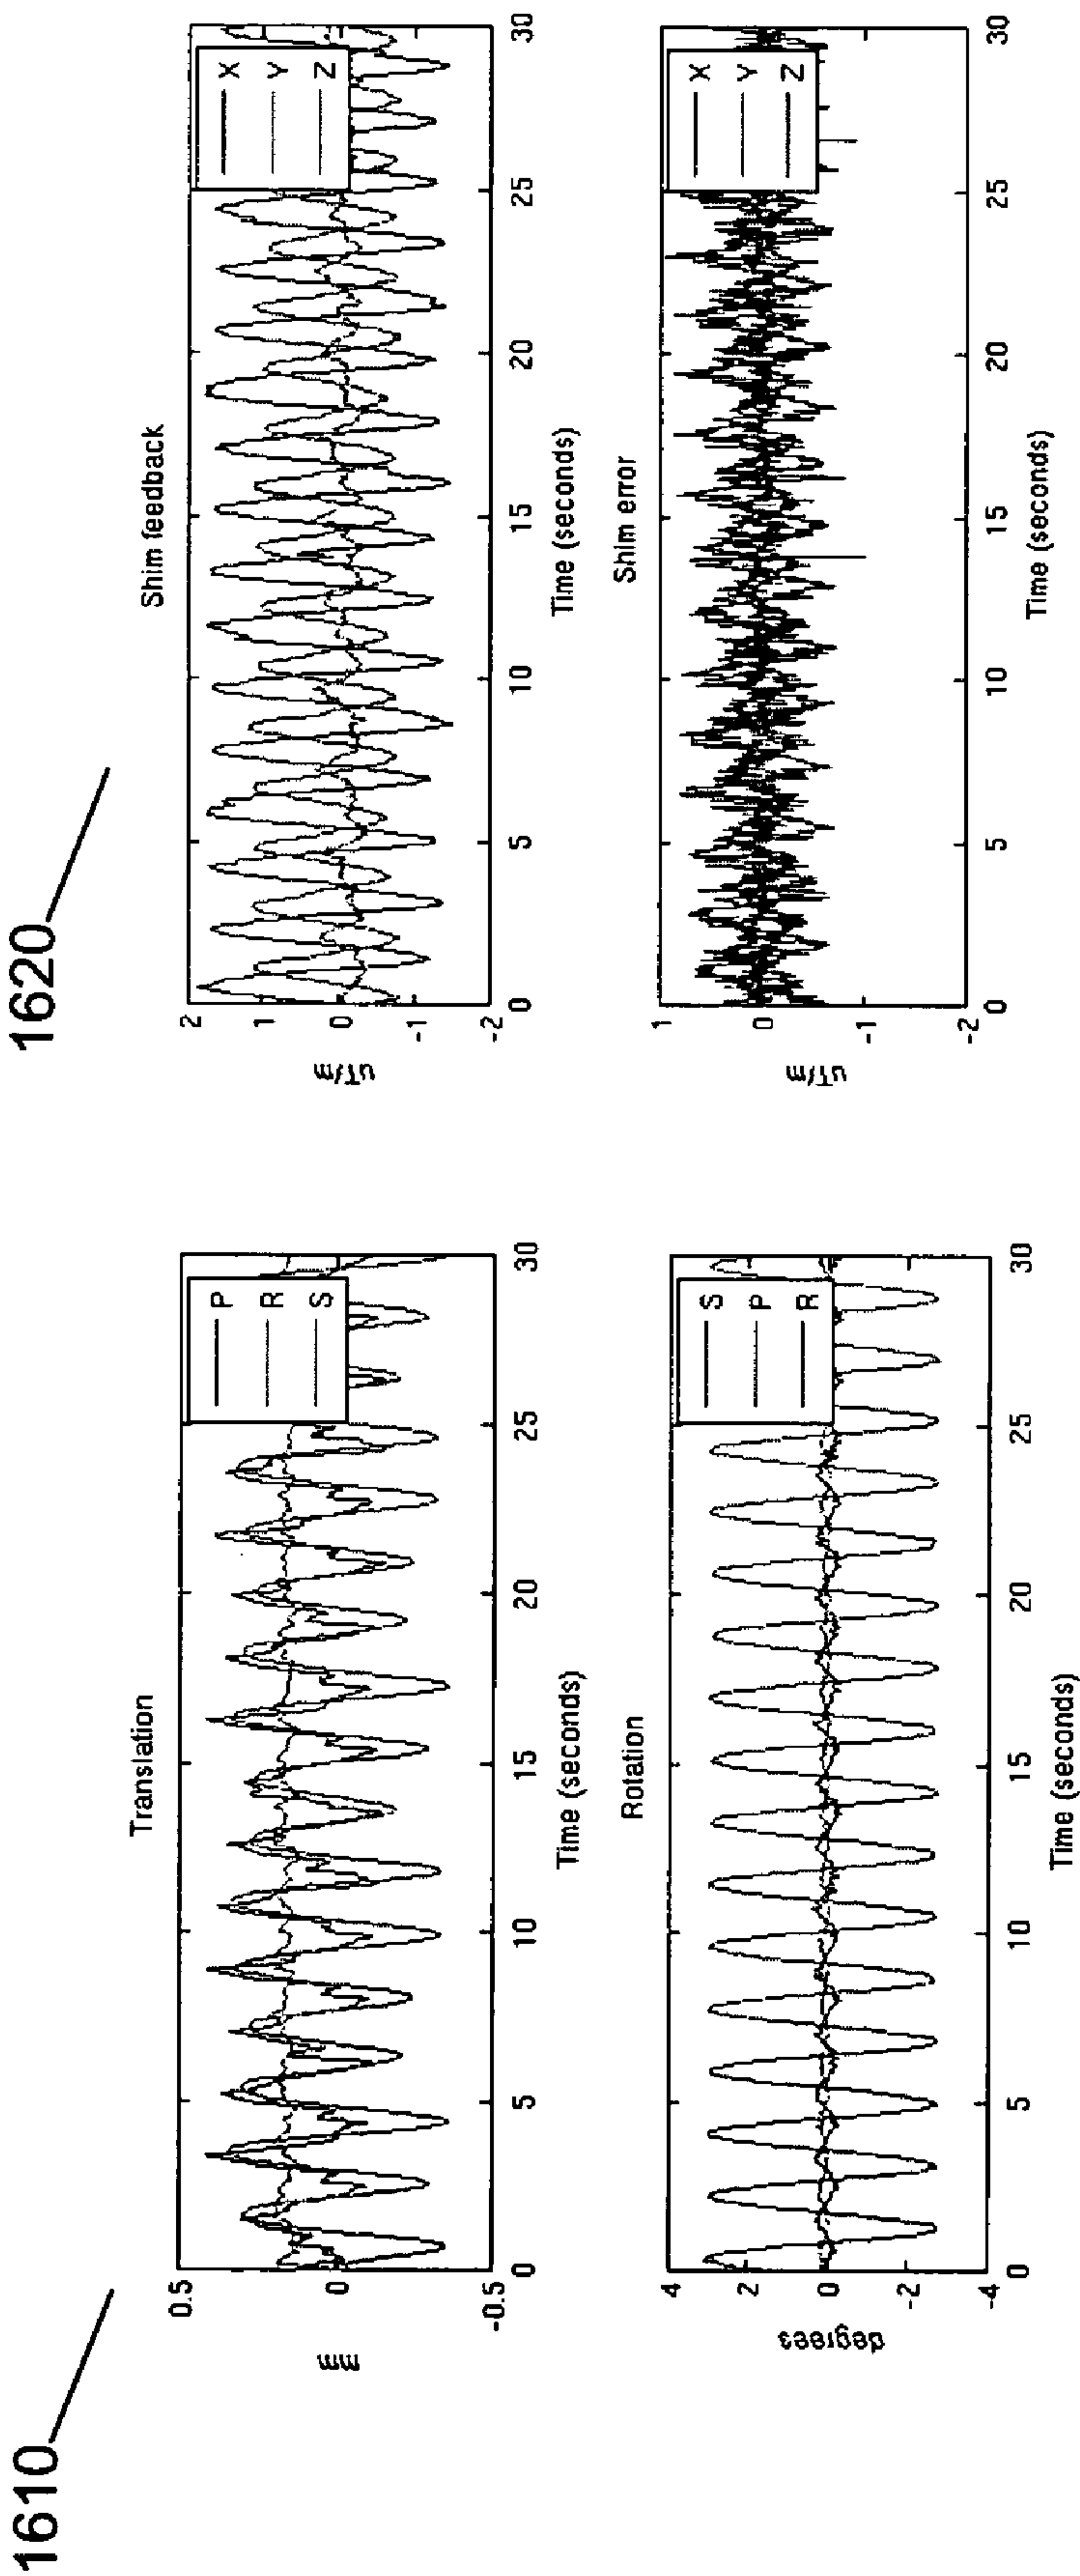 1610
Translation
0.5
0
-0.5
mm
P
R
S
0 5 10 15 20 25 30
Time (seconds)
Rotation
4
2
0
-2
-4
degrees
S
P
R
0 5 10 15 20 25 30
Time (seconds)
1620
Shim feedback
2
1
0
-1
-2
uT/m
X
Y
Z
0 5 10 15 20 25 30
Time (seconds)
Shim error
1
0
-1
-2
uT/m
X
Y
Z
0 5 10 15 20 25 30
Time (seconds)